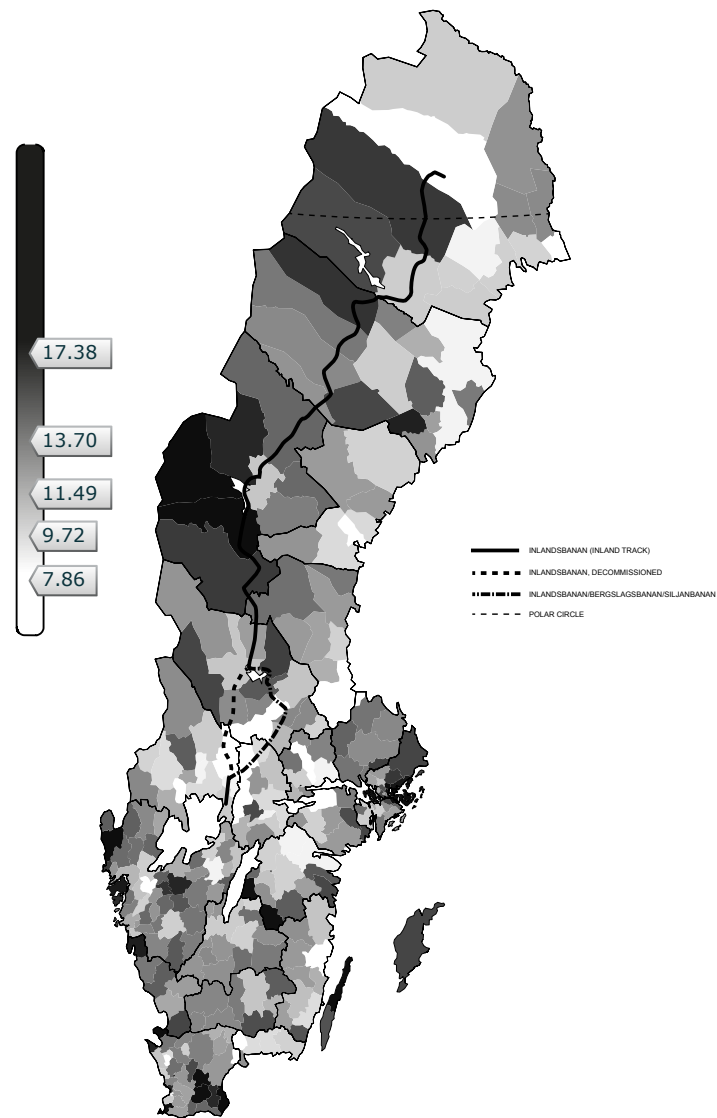 17.38
13.70
11.49
9.72
7.86
INLANDSBANAN (INLAND TRACK)
INLANDSBANAN, DECOMMISSIONED
INLANDSBANAN/BERGSLAGSBANAN/SILJANBANAN
POLAR CIRCLE